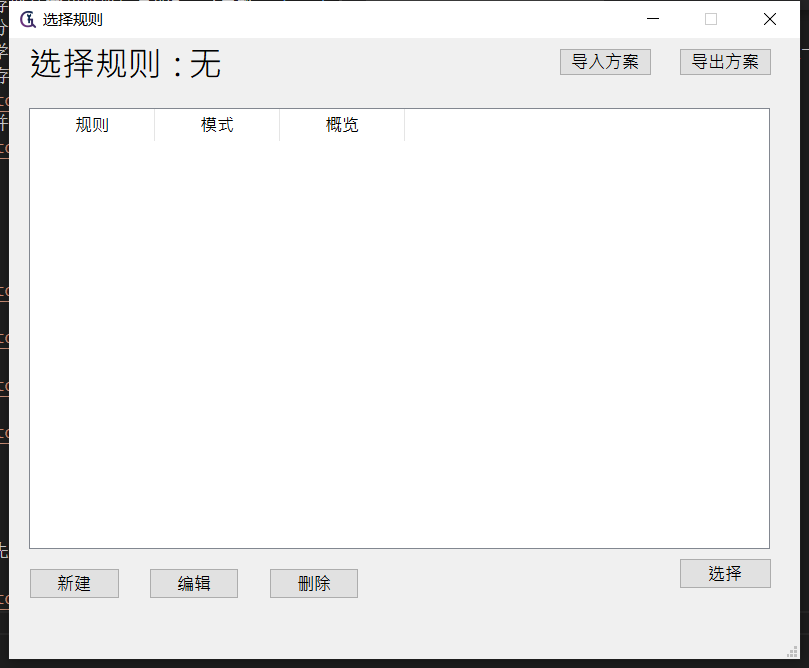 选择规则
选择规则：无
导入方案 导出方案
规则 模式 概览
新建 编辑 删除 选择